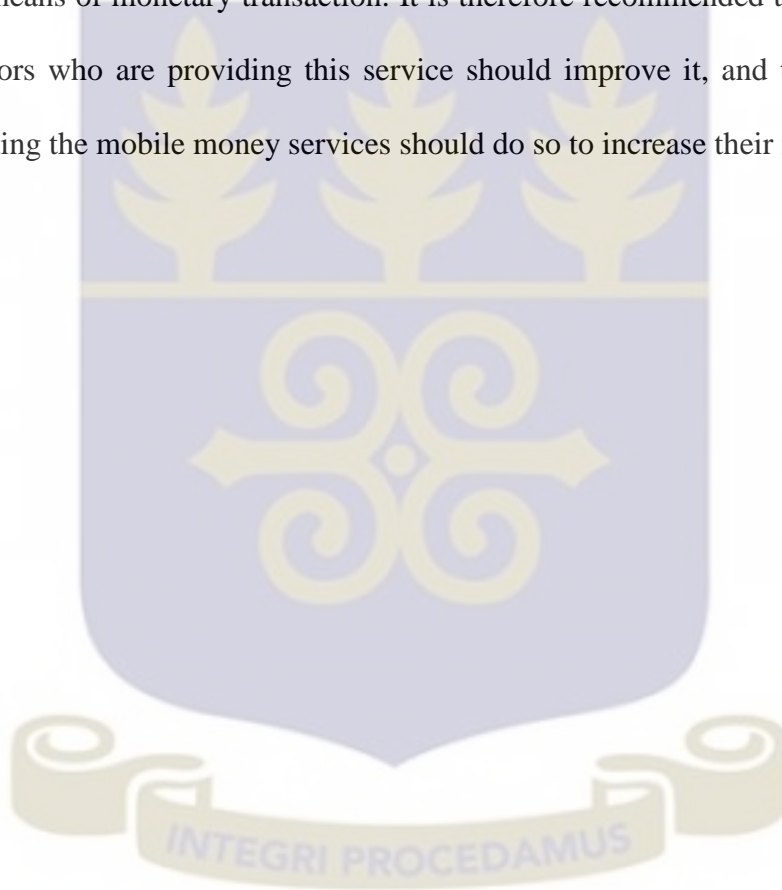 means of monetary transaction. It is therefore recommended
ors who are providing this service should improve it, and
ing the mobile money services should do so to increase their
INTEGRI PROCEDAMUS